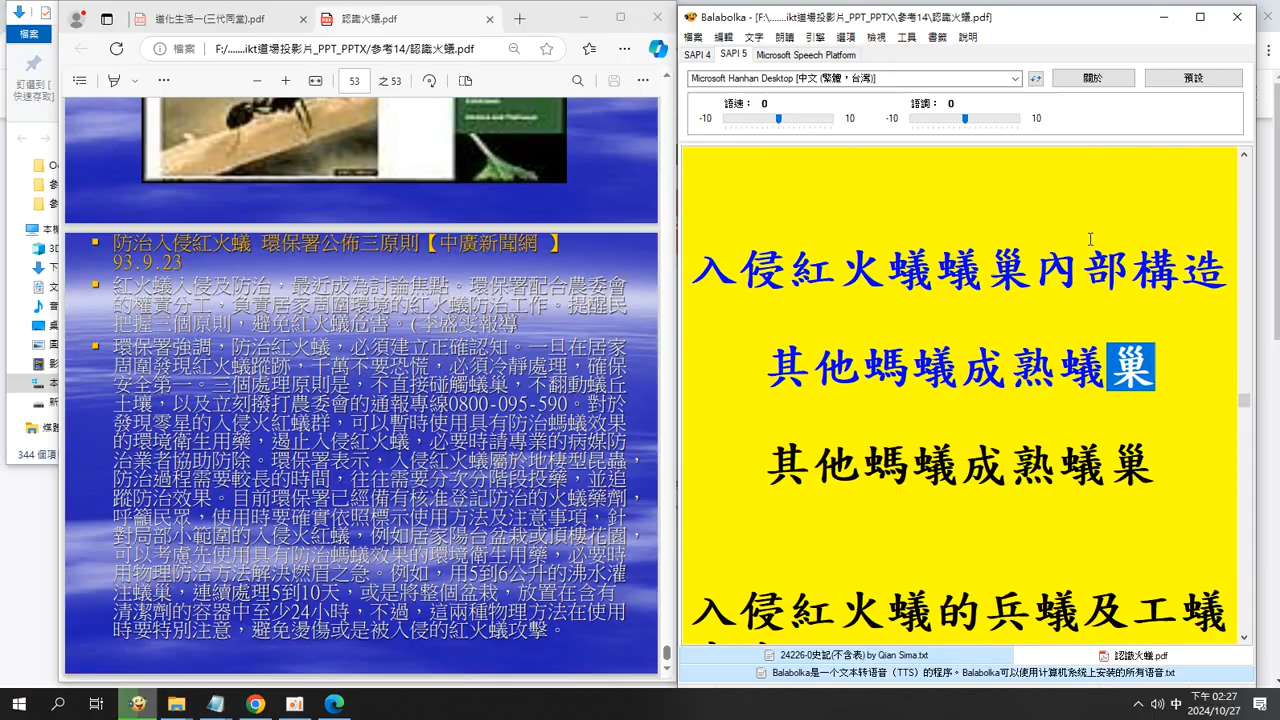 道化生活一(三代同堂).pdf
認識火蟻.pdf
檔案
檔案 F:/......ikt道場投影片_PPT_PPTX/參考14/認識火蟻.pdf
53 之 53
344 個項
防治入侵紅火蟻 環保署公佈三原則【中廣新聞網 】
93.9.23
紅火蟻入侵及防治，最近成為討論焦點。環保署配合農委會
的權責分工，負責居家周圍環境的紅火蟻防治工作。提醒民
把握三個原則，避免紅火蟻危害。(李盛雯報導)
環保署強調，防治紅火蟻，必須建立正確認知。一旦在居家
周圍發現紅火蟻蹤跡，千萬不要恐慌，必須冷靜處理，確保
安全第一。三個處理原則是，不直接碰觸蟻巢，不翻動蟻丘
土壤，以及立刻撥打農委會的通報專線0800-095-590。對於
發現零星的入侵火紅蟻群，可以暫時使用具有防治螞蟻效果
的環境衛生用藥，遏止入侵紅火蟻，必要時請專業的病媒防
治業者協助防除。環保署表示，入侵紅火蟻屬於地棲型昆蟲，
防治過程需要較長的時間，往往需要分次分階段投藥，並追
蹤防治效果。目前環保署已經備有核准登記防治的火蟻藥劑，
呼籲民眾，使用時要確實依照標示使用方法及注意事項，針
對局部小範圍的入侵火紅蟻，例如居家陽台盆栽或頂樓花園，
可以考慮先使用具有防治螞蟻效果的環境衛生用藥，必要時
用物理防治方法解決燃眉之急。例如，用5到6公升的沸水灌
注蟻巢，連續處理5到10天，或是將整個盆栽，放置在含有
清潔劑的容器中至少24小時，不過，這兩種物理方法在使用
時要特別注意，避免燙傷或是被入侵的紅火蟻攻擊。
Balabolka - [F:\......ikt道場投影片_PPT_PPTX\參考14\認識火蟻.pdf]
檔案 編輯 文字 朗讀 引擎 選項 檢視 工具 書籤 說明
SAPI 4 SAPI 5 Microsoft Speech Platform
Microsoft Hanhan Desktop [中文 (繁體，台灣)]
關於
預設
語速： 0
語調： 0
-10 10
-10 10
入侵紅火蟻蟻巢內部構造
其他螞蟻成熟蟻巢
其他螞蟻成熟蟻巢
入侵紅火蟻的兵蟻及工蟻
24226-0史記(不含表) by Qian Sima.txt
認識火蟻.pdf
Balabolka是一个文本转语音（TTS）的程序。Balabolka可以使用计算机系统上安装的所有语音.txt
中
下午 02:27
2024/10/27